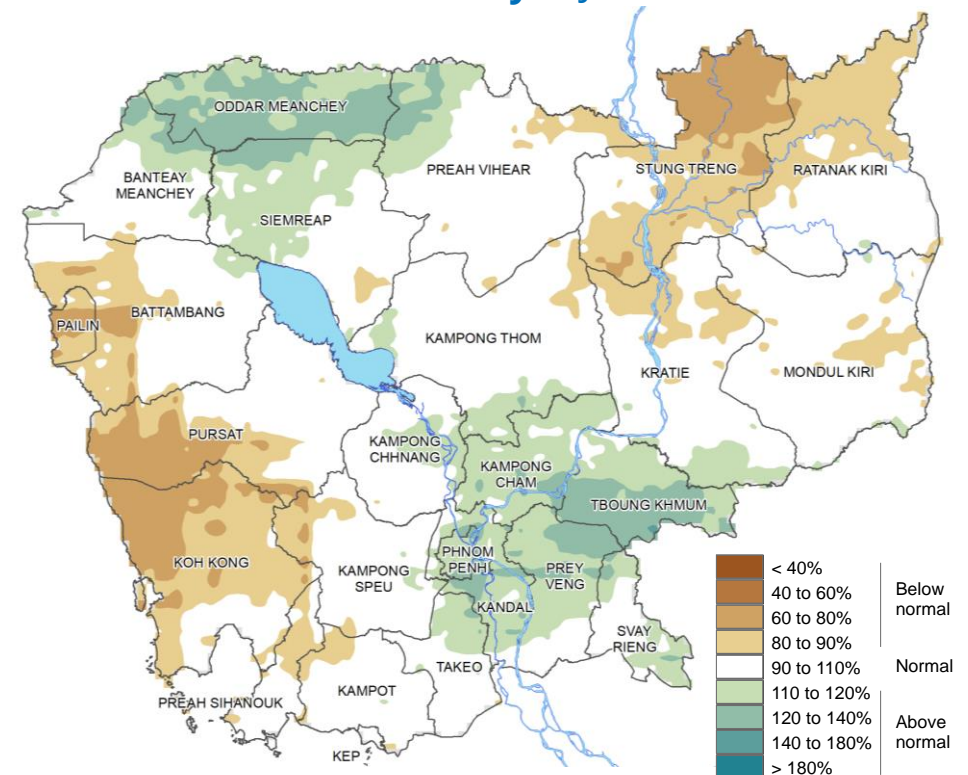 ODDAR MEANCHEY
BANTEAY
MEANCHEY
SIEMREAP
PREAH VIHEAR
STUNG TRENG
RATANAK KIRI
PAILIN
BATTAMBANG
KAMPONG THOM
KRATIE
MONDUL KIRI
PURSAT
KAMPONG
CHHNANG
KAMPONG
CHAM
TBOUNG KHMUM
KOH KONG
KAMPONG
SPEU
PHNOM
PENH
PREY
VENG
KANDAL
SVAY
RIENG
TAKEO
PREAH SIHANOUK
KAMPOT
KEP
< 40%
40 to 60%
60 to 80%
80 to 90%
90 to 110%
110 to 120%
120 to 140%
140 to 180%
> 180%
Below
normal
Normal
Above
normal